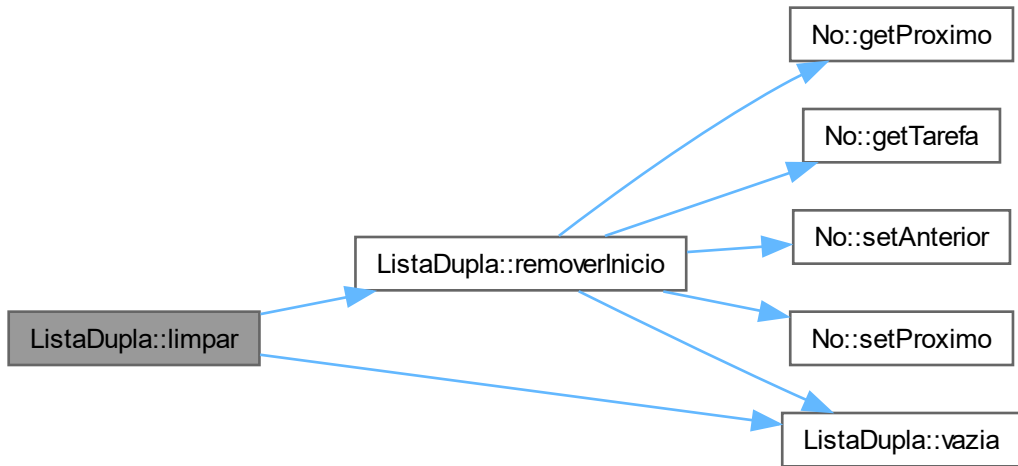 No::getProximo
No::getTarefa
No::setAnterior
ListaDupla::removerInicio
No::setProximo
ListaDupla::limpar
ListaDupla::vazia